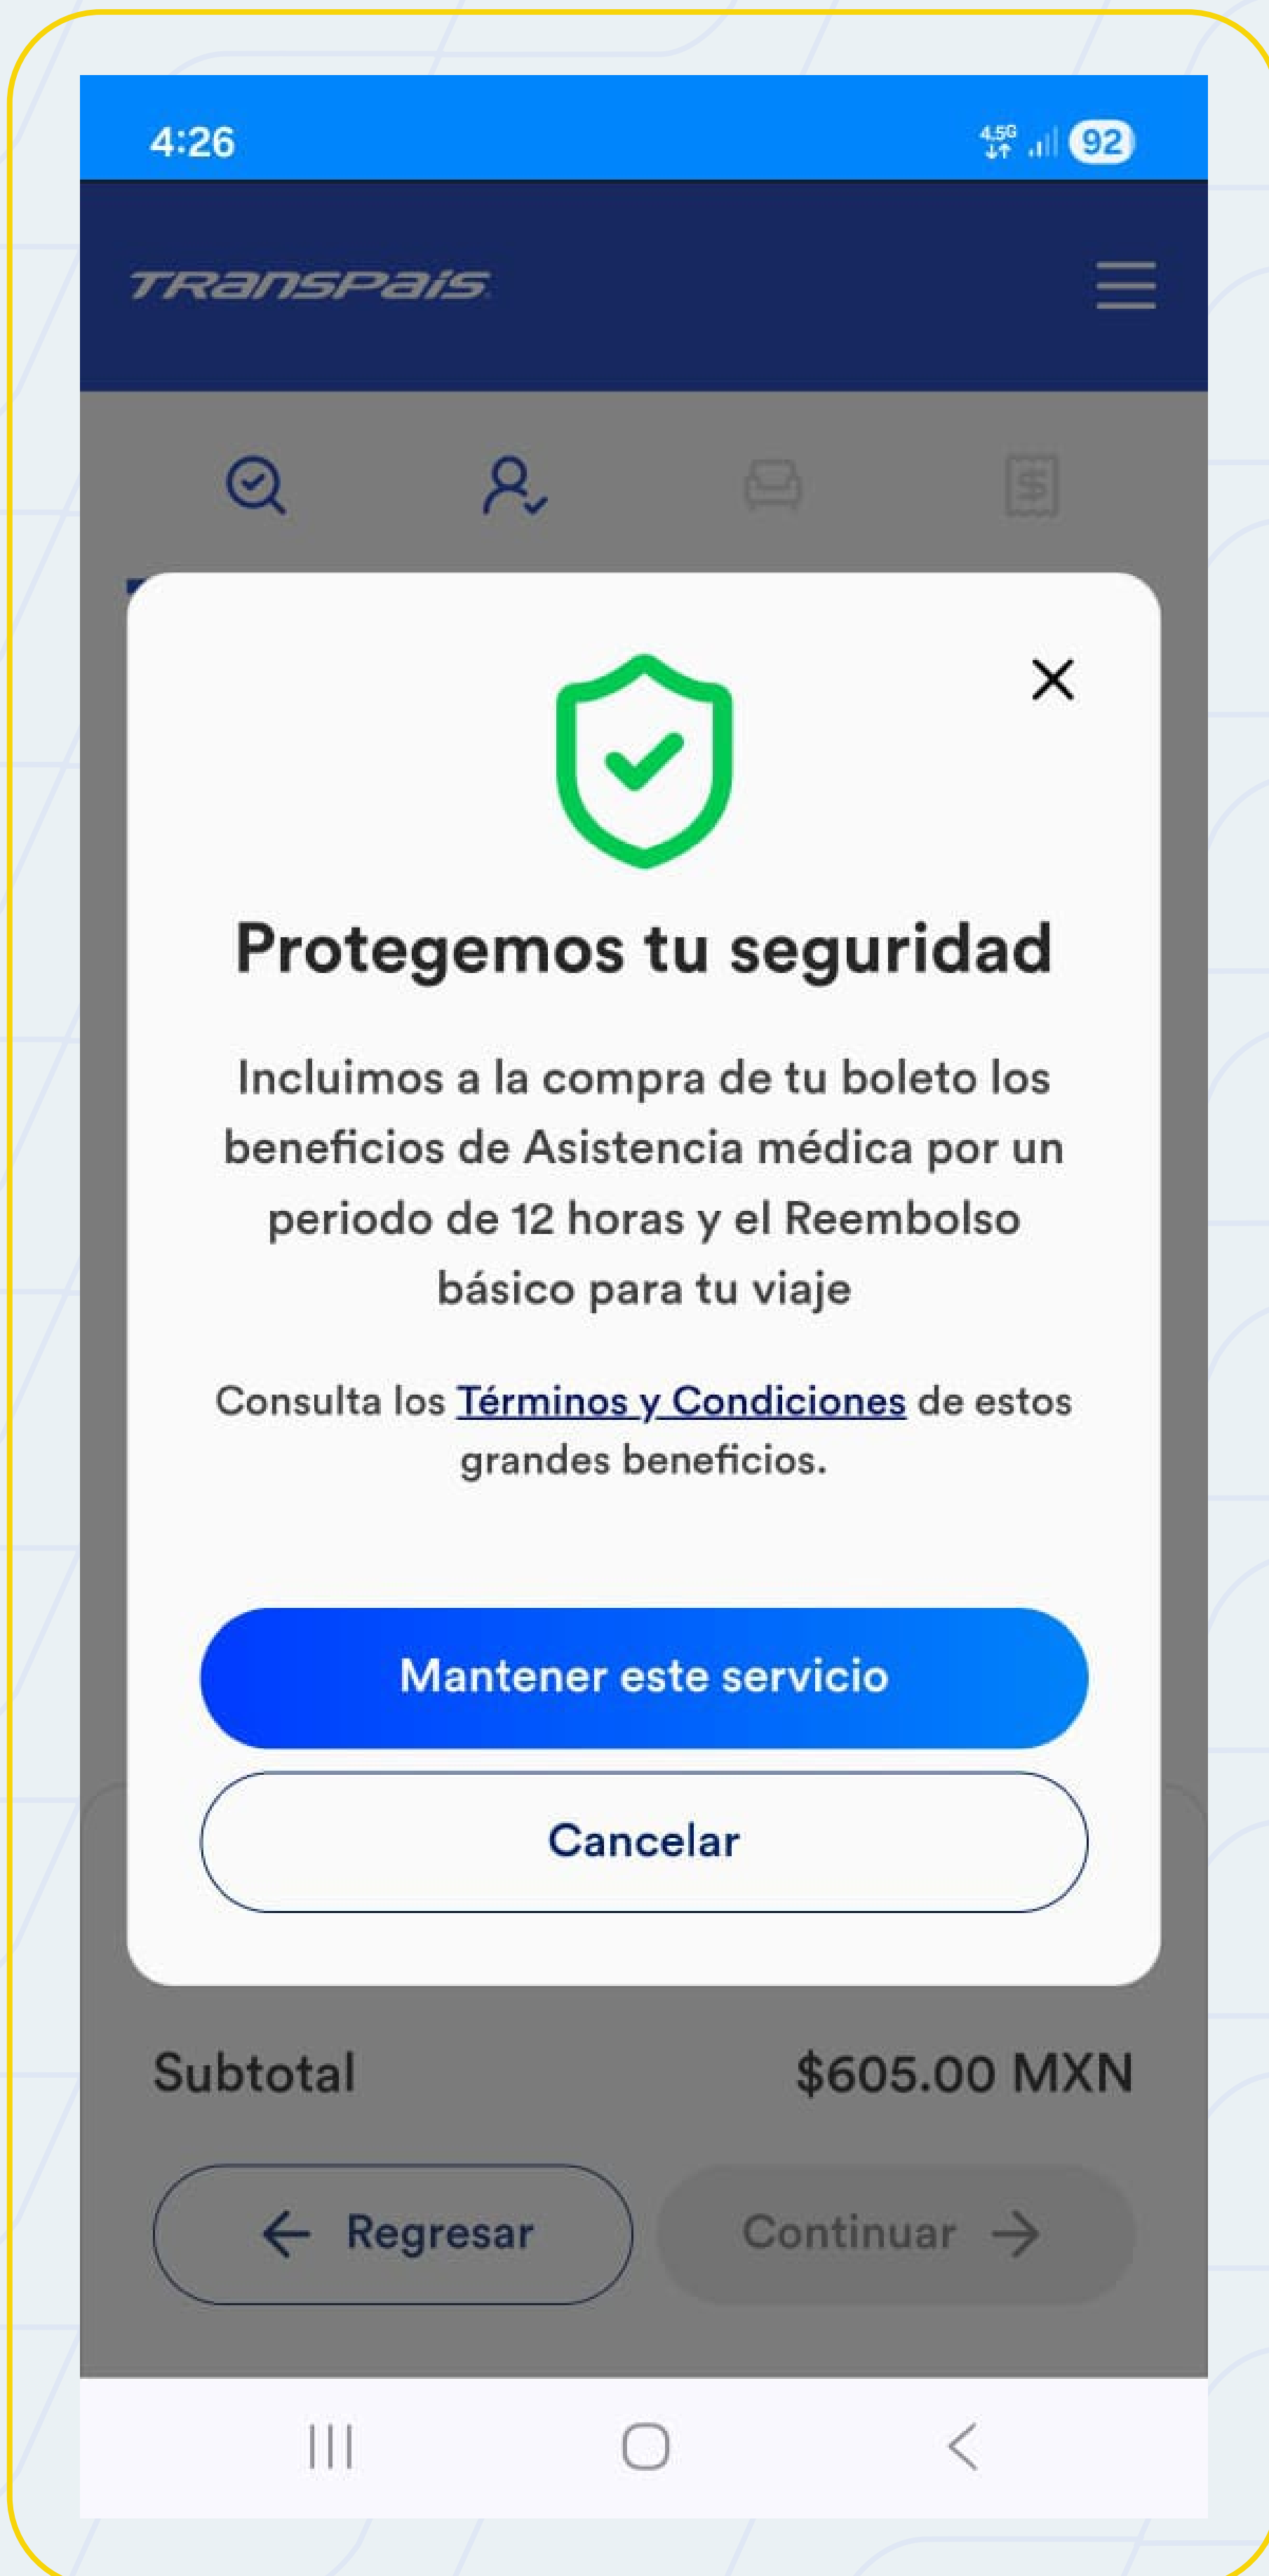 4:26
4.5G
92
TRANSPaís
Protegemos tu seguridad
Incluimos a la compra de tu boleto los
beneficios de Asistencia médica por un
periodo de 12 horas y el Reembolso
básico para tu viaje
Consulta los Términos y Condiciones de estos
grandes beneficios.
Mantener este servicio
Cancelar
Subtotal
$605.00 MXN
Regresar
Continuar